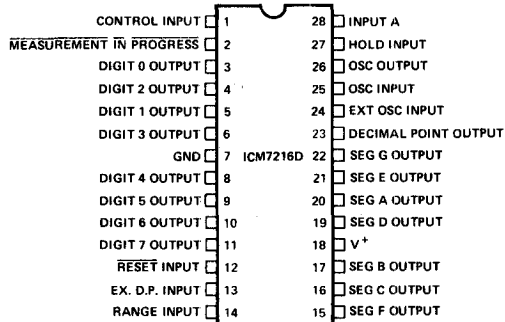 CONTROL INPUT 1 28 INPUT A
MEASUREMENT IN PROGRESS 2 27 HOLD INPUT
DIGIT 0 OUTPUT 3 26 OSC OUTPUT
DIGIT 2 OUTPUT 4 25 OSC INPUT
DIGIT 1 OUTPUT 5 24 EXT OSC INPUT
DIGIT 3 OUTPUT 6 23 DECIMAL POINT OUTPUT
GND 7 ICM7216D 22 SEG G OUTPUT
DIGIT 4 OUTPUT 8 21 SEG E OUTPUT
DIGIT 5 OUTPUT 9 20 SEG A OUTPUT
DIGIT 6 OUTPUT 10 19 SEG D OUTPUT
DIGIT 7 OUTPUT 11 18 V+
RESET INPUT 12 17 SEG B OUTPUT
EX. D.P. INPUT 13 16 SEG C OUTPUT
RANGE INPUT 14 15 SEG F OUTPUT